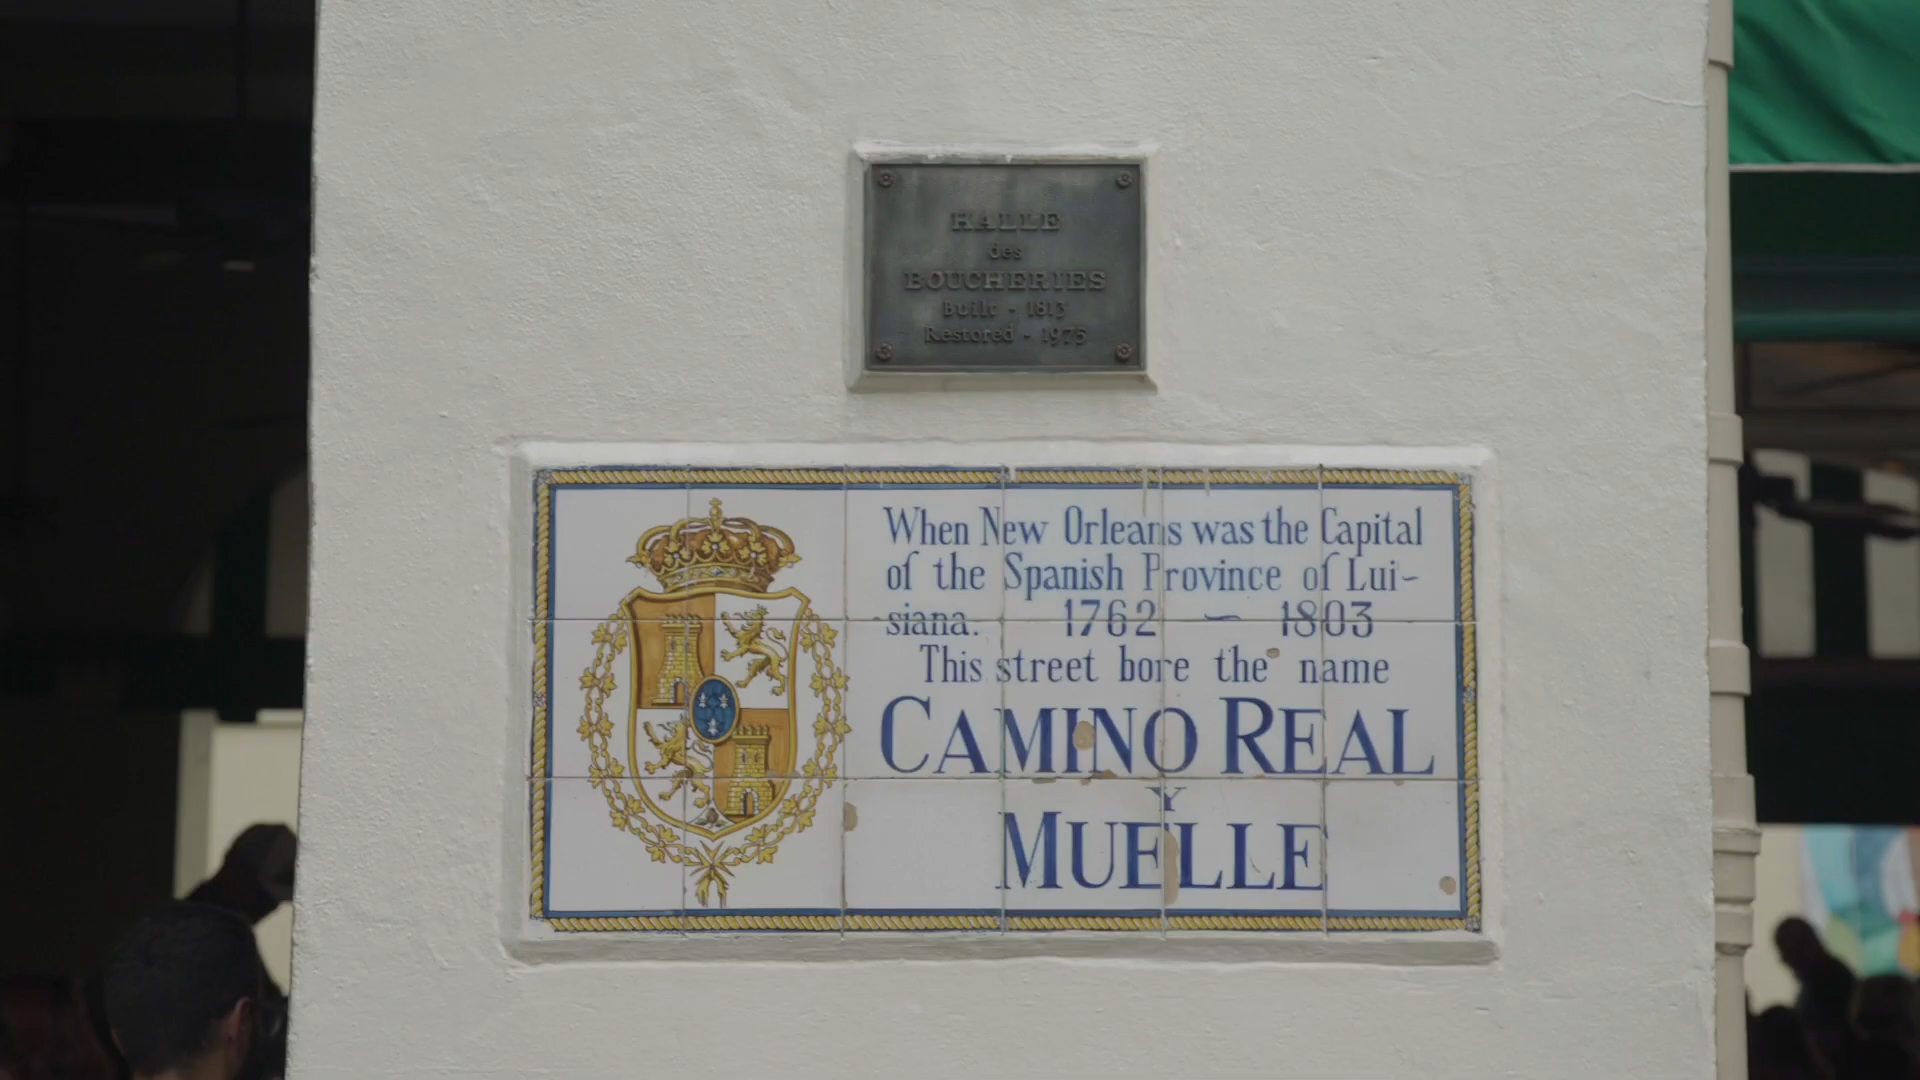 HALLE
des
BOUCHERIES
Built - 1813
Restored - 1975
When New Orleans was the Capital
of the Spanish Province of Lui-
siana. 1762 - 1803
This street bore the name
CAMINO REAL
Y
MUELLE